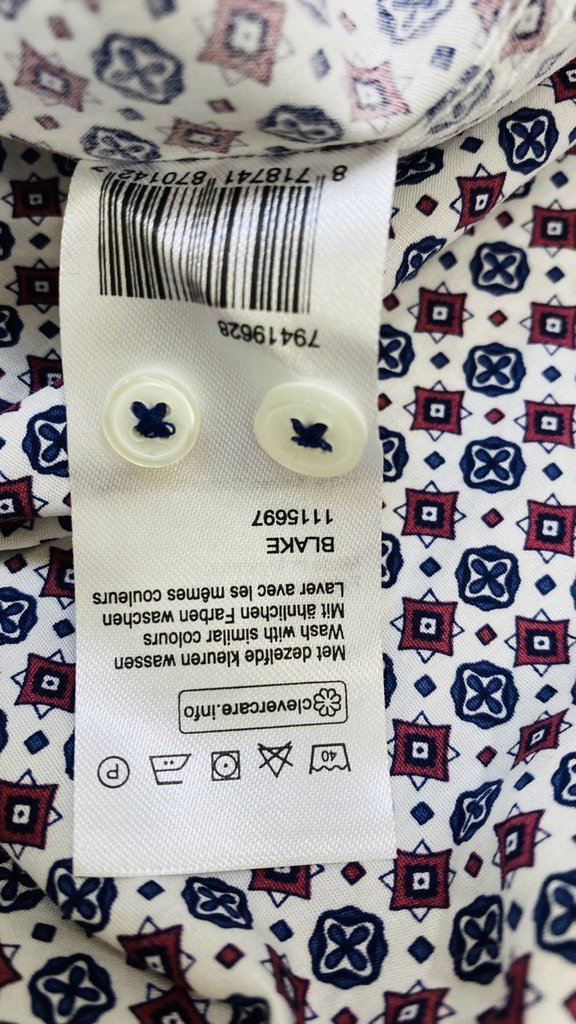 40 P
clevercare.info
Met dezelfde kleuren wassen
Wash with similar colours
Mit ähnlichen Farben waschen
Laver avec les mêmes couleurs
BLAKE
1115697
79419628
8 718741 870142